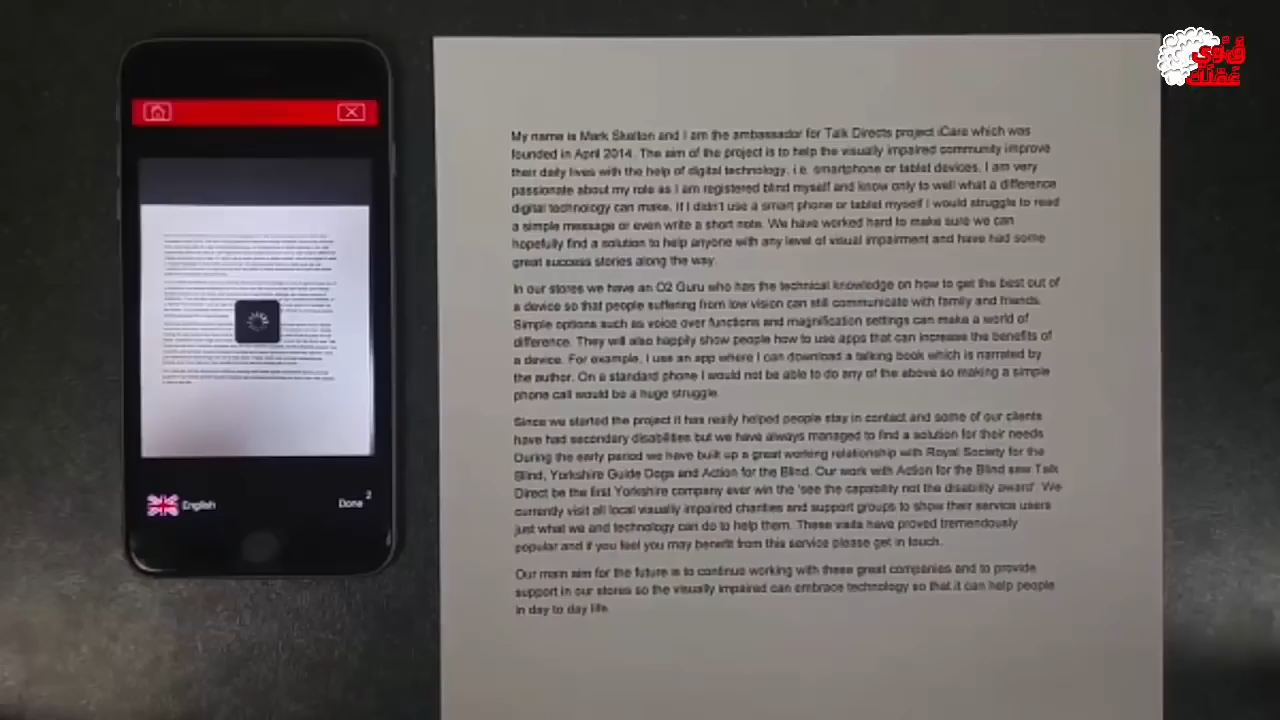 قوّي
عقلك
English
Done 2
My name is Mark Skelton and I am the ambassador for Talk Directs project iCare which was
founded in April 2014. The aim of the project is to help the visually impaired community improve
their daily lives with the help of digital technology, i.e. smartphone or tablet devices. I am very
passionate about my role as I am registered blind myself and know only to well what a difference
digital technology can make. If I didn't use a smart phone or tablet myself I would struggle to read
a simple message or even write a short note. We have worked hard to make sure we can
hopefully find a solution to help anyone with any level of visual impairment and have had some
great success stories along the way.
In our stores we have an O2 Guru who has the technical knowledge on how to get the best out of
a device so that people suffering from low vision can still communicate with family and friends.
Simple options such as voice over functions and magnification settings can make a world of
difference. They will also happily show people how to use apps that can increase the benefits of
a device. For example, I use an app where I can download a talking book which is narrated by
the author. On a standard phone I would not be able to do any of the above so making a simple
phone call would be a huge struggle.
Since we started the project it has really helped people stay in contact and some of our clients
have had secondary disabilities but we have always managed to find a solution for their needs
During the early period we have built up a great working relationship with Royal Society for the
Blind, Yorkshire Guide Dogs and Action for the Blind. Our work with Action for the Blind saw Talk
Direct be the first Yorkshire company ever win the 'see the capability not the disability award'. We
currently visit all local visually impaired charities and support groups to show their service users
just what we and technology can do to help them. These visits have proved tremendously
popular and if you feel you may benefit from this service please get in touch.
Our main aim for the future is to continue working with these great companies and to provide
support in our stores so the visually impaired can embrace technology so that it can help people
in day to day life.